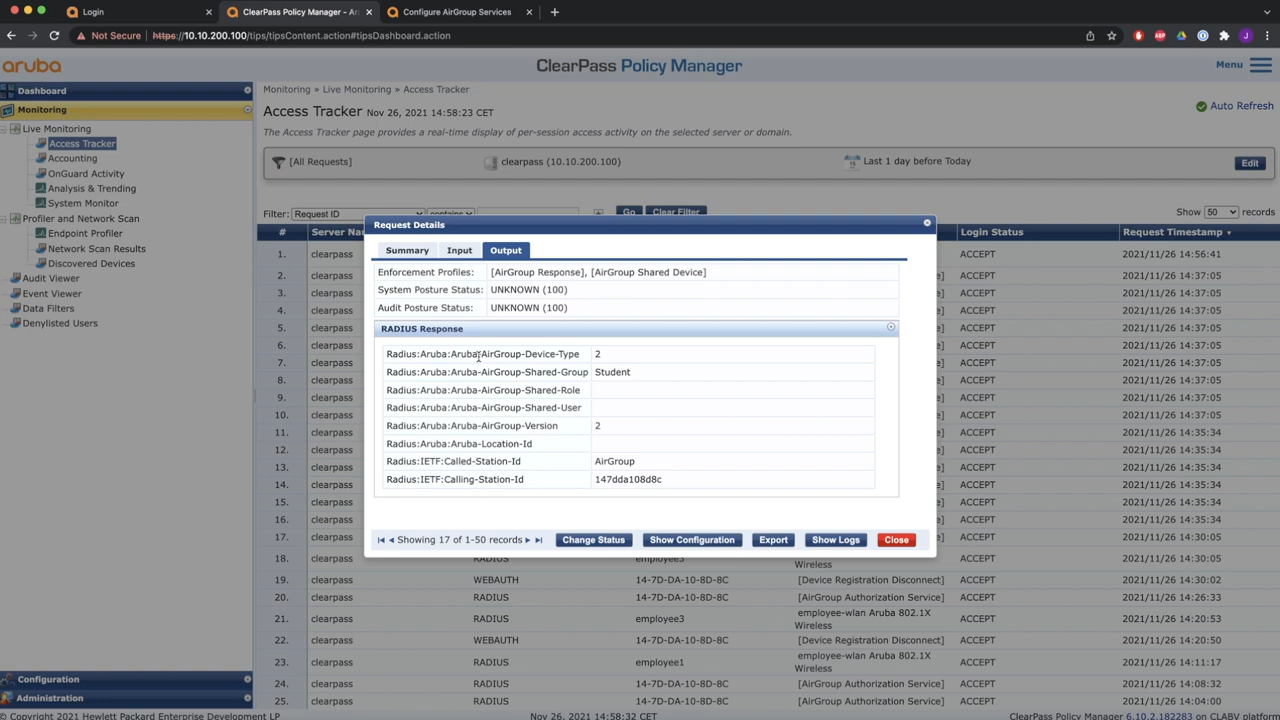 Login
ClearPass Policy Manager - Ar
Configure AirGroup Services
Not Secure https://10.10.200.100/tips/tipsContent.action#tipsDashboard.action
aruba
ClearPass Policy Manager
Menu
Dashboard
Monitoring
Live Monitoring
Access Tracker
Accounting
OnGuard Activity
Analysis & Trending
System Monitor
Profiler and Network Scan
Endpoint Profiler
Network Scan Results
Discovered Devices
Audit Viewer
Event Viewer
Data Filters
Denylisted Users
Configuration
Administration
Monitoring » Live Monitoring » Access Tracker
Access Tracker Nov 26, 2021 14:58:23 CET
Auto Refresh
The Access Tracker page provides a real-time display of per-session access activity on the selected server or domain.
[All Requests] clearpass (10.10.200.100) Last 1 day before Today Edit
Filter: Request ID contains Go Clear Filter Show 50 records
# Server Nam Login Status Request Timestamp
1. clearpass ACCEPT 2021/11/26 14:56:41
2. clearpass ACCEPT 2021/11/26 14:37:05
3. clearpass ACCEPT 2021/11/26 14:37:05
4. clearpass ACCEPT 2021/11/26 14:37:05
5. clearpass ACCEPT 2021/11/26 14:37:05
6. clearpass ACCEPT 2021/11/26 14:37:05
7. clearpass ACCEPT 2021/11/26 14:37:05
8. clearpass ACCEPT 2021/11/26 14:37:05
9. clearpass ACCEPT 2021/11/26 14:37:05
10. clearpass ACCEPT 2021/11/26 14:37:05
11. clearpass ACCEPT 2021/11/26 14:35:34
12. clearpass ACCEPT 2021/11/26 14:35:34
13. clearpass ACCEPT 2021/11/26 14:35:34
14. clearpass ACCEPT 2021/11/26 14:35:34
15. clearpass ACCEPT 2021/11/26 14:35:34
16. clearpass ACCEPT 2021/11/26 14:35:34
17. clearpass ACCEPT 2021/11/26 14:35:34
18. clearpass RADIUS employee3 Wireless ACCEPT 2021/11/26 14:30:05
19. clearpass WEBAUTH 14-7D-DA-10-8D-8C [Device Registration Disconnect] ACCEPT 2021/11/26 14:30:02
20. clearpass RADIUS 14-7D-DA-10-8D-8C [AirGroup Authorization Service] ACCEPT 2021/11/26 14:26:33
21. clearpass RADIUS employee3 employee-wlan Aruba 802.1X Wireless ACCEPT 2021/11/26 14:20:53
22. clearpass WEBAUTH 14-7D-DA-10-8D-8C [Device Registration Disconnect] ACCEPT 2021/11/26 14:20:50
23. clearpass RADIUS employee1 employee-wlan Aruba 802.1X Wireless ACCEPT 2021/11/26 14:11:17
24. clearpass RADIUS 14-7D-DA-10-8D-8C [AirGroup Authorization Service] ACCEPT 2021/11/26 14:08:32
25. clearpass RADIUS 14-7D-DA-10-8D-8C [AirGroup Authorization Service] ACCEPT 2021/11/26 14:04:00
Request Details
Summary Input Output
Enforcement Profiles: [AirGroup Response], [AirGroup Shared Device]
System Posture Status: UNKNOWN (100)
Audit Posture Status: UNKNOWN (100)
RADIUS Response
Radius:Aruba:Aruba-AirGroup-Device-Type 2
Radius:Aruba:Aruba-AirGroup-Shared-Group Student
Radius:Aruba:Aruba-AirGroup-Shared-Role
Radius:Aruba:Aruba-AirGroup-Shared-User
Radius:Aruba:Aruba-AirGroup-Version 2
Radius:Aruba:Aruba-Location-Id
Radius:IETF:Called-Station-Id AirGroup
Radius:IETF:Calling-Station-Id 147dda108d8c
Showing 17 of 1-50 records Change Status Show Configuration Export Show Logs Close
© Copyright 2021 Hewlett Packard Enterprise Development LP Nov 26, 2021 14:58:32 CET ClearPass Policy Manager 6.10.2.182283 on CLABV platform